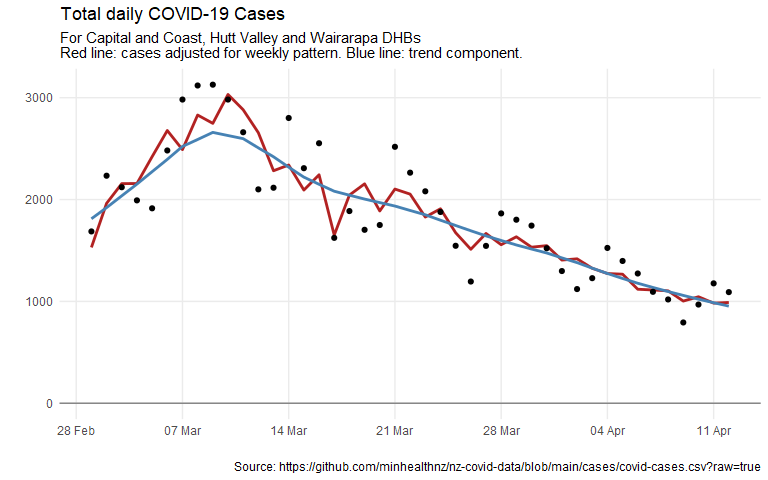 Total daily COVID-19 Cases
For Capital and Coast, Hutt Valley and Wairarapa DHBs
Red line: cases adjusted for weekly pattern. Blue line: trend component.
3000
2000
1000
0
28 Feb 07 Mar 14 Mar 21 Mar 28 Mar 04 Apr 11 Apr
Source: https://github.com/minhealthnz/nz-covid-data/blob/main/cases/covid-cases.csv?raw=true